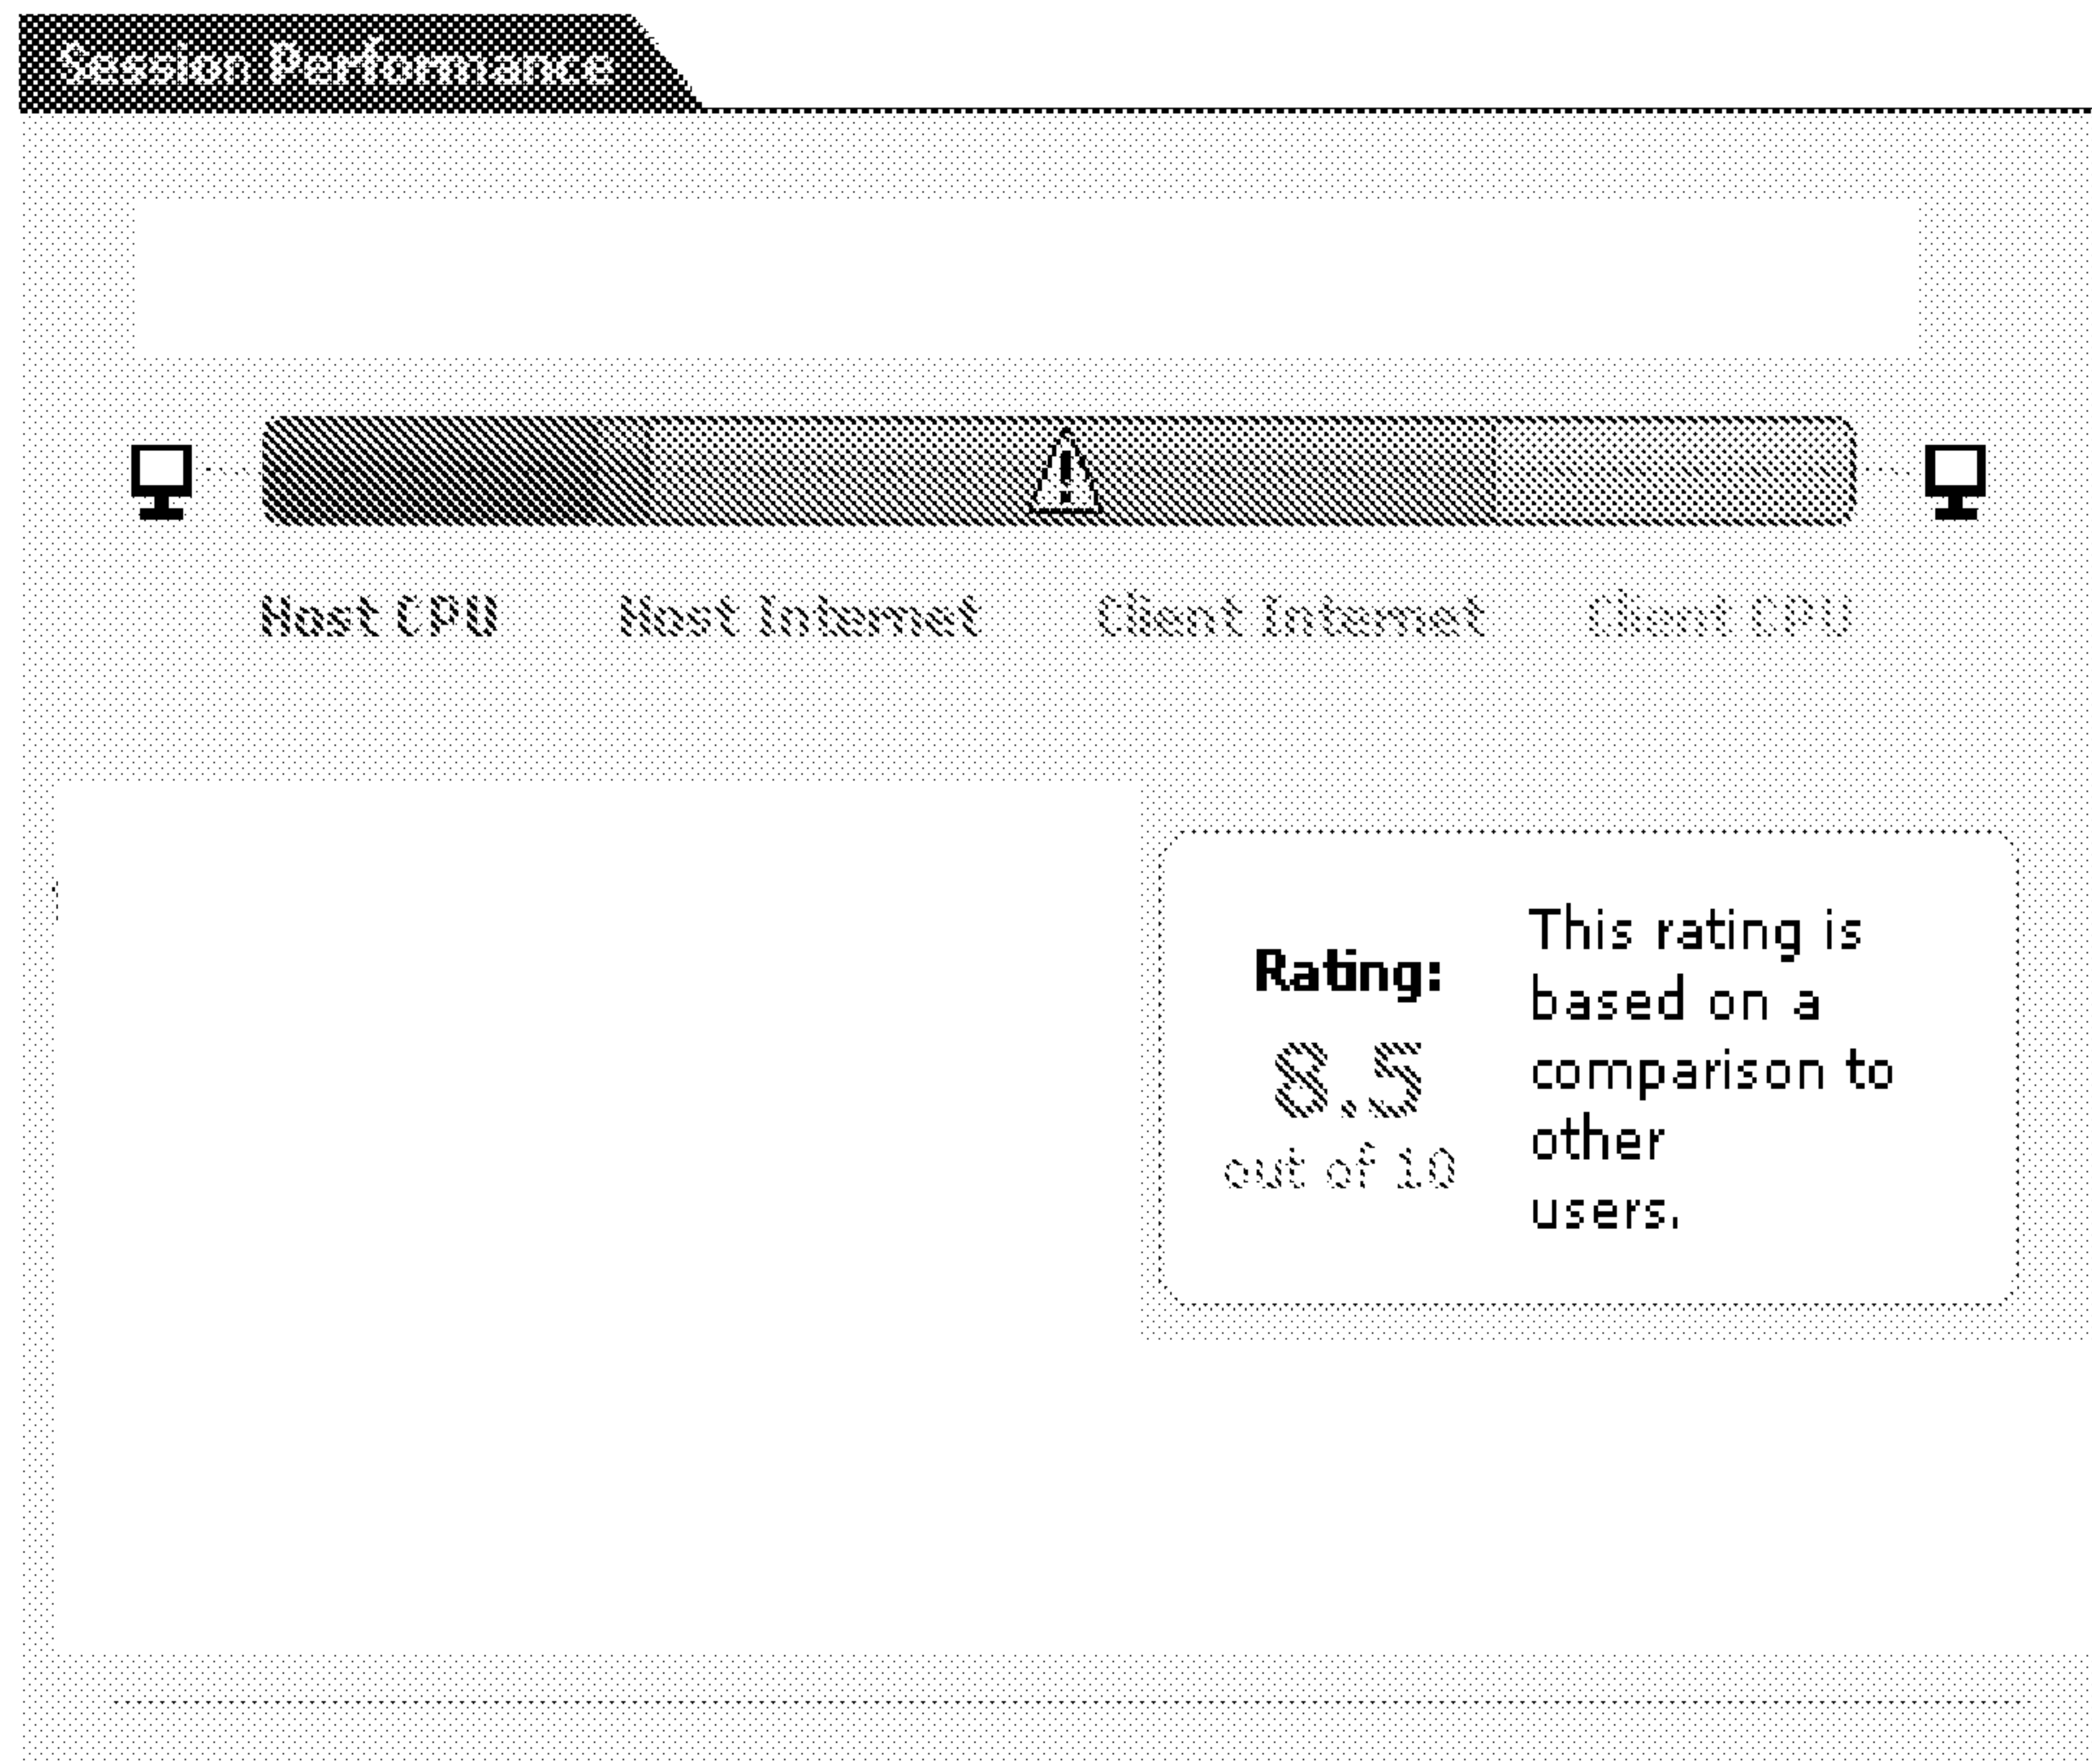 Session Performance
Host CPU Host Internet Client Internet Client CPU
Rating:
8.5
out of 10
This rating is
based on a
comparison to
other
users.